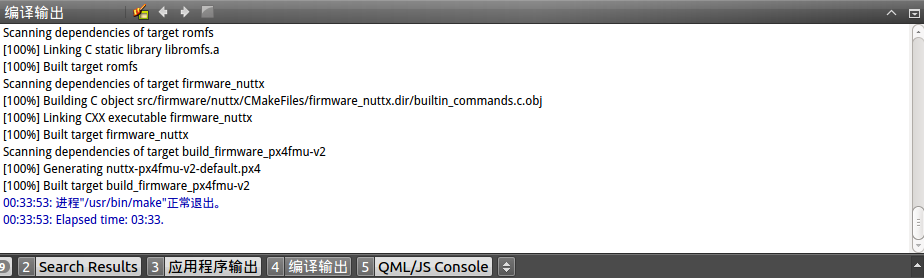 编译输出
Scanning dependencies of target romfs
[100%] Linking C static library libromfs.a
[100%] Built target romfs
Scanning dependencies of target firmware_nuttx
[100%] Building C object src/firmware/nuttx/CMakeFiles/firmware_nuttx.dir/builtin_commands.c.obj
[100%] Linking CXX executable firmware_nuttx
[100%] Built target firmware_nuttx
Scanning dependencies of target build_firmware_px4fmu-v2
[100%] Generating nuttx-px4fmu-v2-default.px4
[100%] Built target build_firmware_px4fmu-v2
00:33:53: 进程"/usr/bin/make"正常退出。
00:33:53: Elapsed time: 03:33.
9 2 Search Results 3 应用程序输出 4 编译输出 5 QML/JS Console